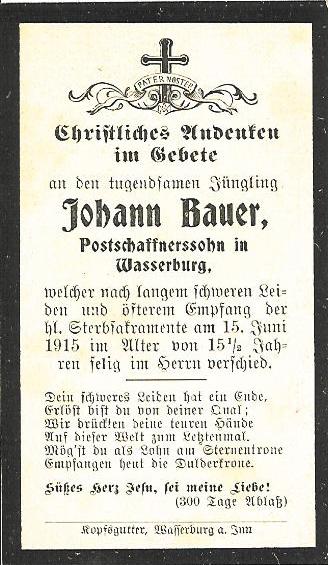 PATER NOSTER
Christliches Andenken
im Gebete
an den tugendsamen Jüngling
Johann Bauer,
Postschaffnerssohn in
Wasserburg,
welcher nach langem schweren Lei-
den und öfterem Empfang der
hl. Sterbsakramente am 15. Juni
1915 im Alter von 15½ Jah-
ren selig im Herrn verschied.
Dein schweres Leiden hat ein Ende,
Erlöst bist du von deiner Qual;
Wir drückten deine teuren Hände
Auf dieser Welt zum Letztenmal.
Mög'st du als Lohn am Sternentrone
Empfangen heut die Dulderkrone.
Süßes Herz Jesu, sei meine Liebe!
(300 Tage Ablaß)
Kopfsgutter, Wasserburg a. Inn